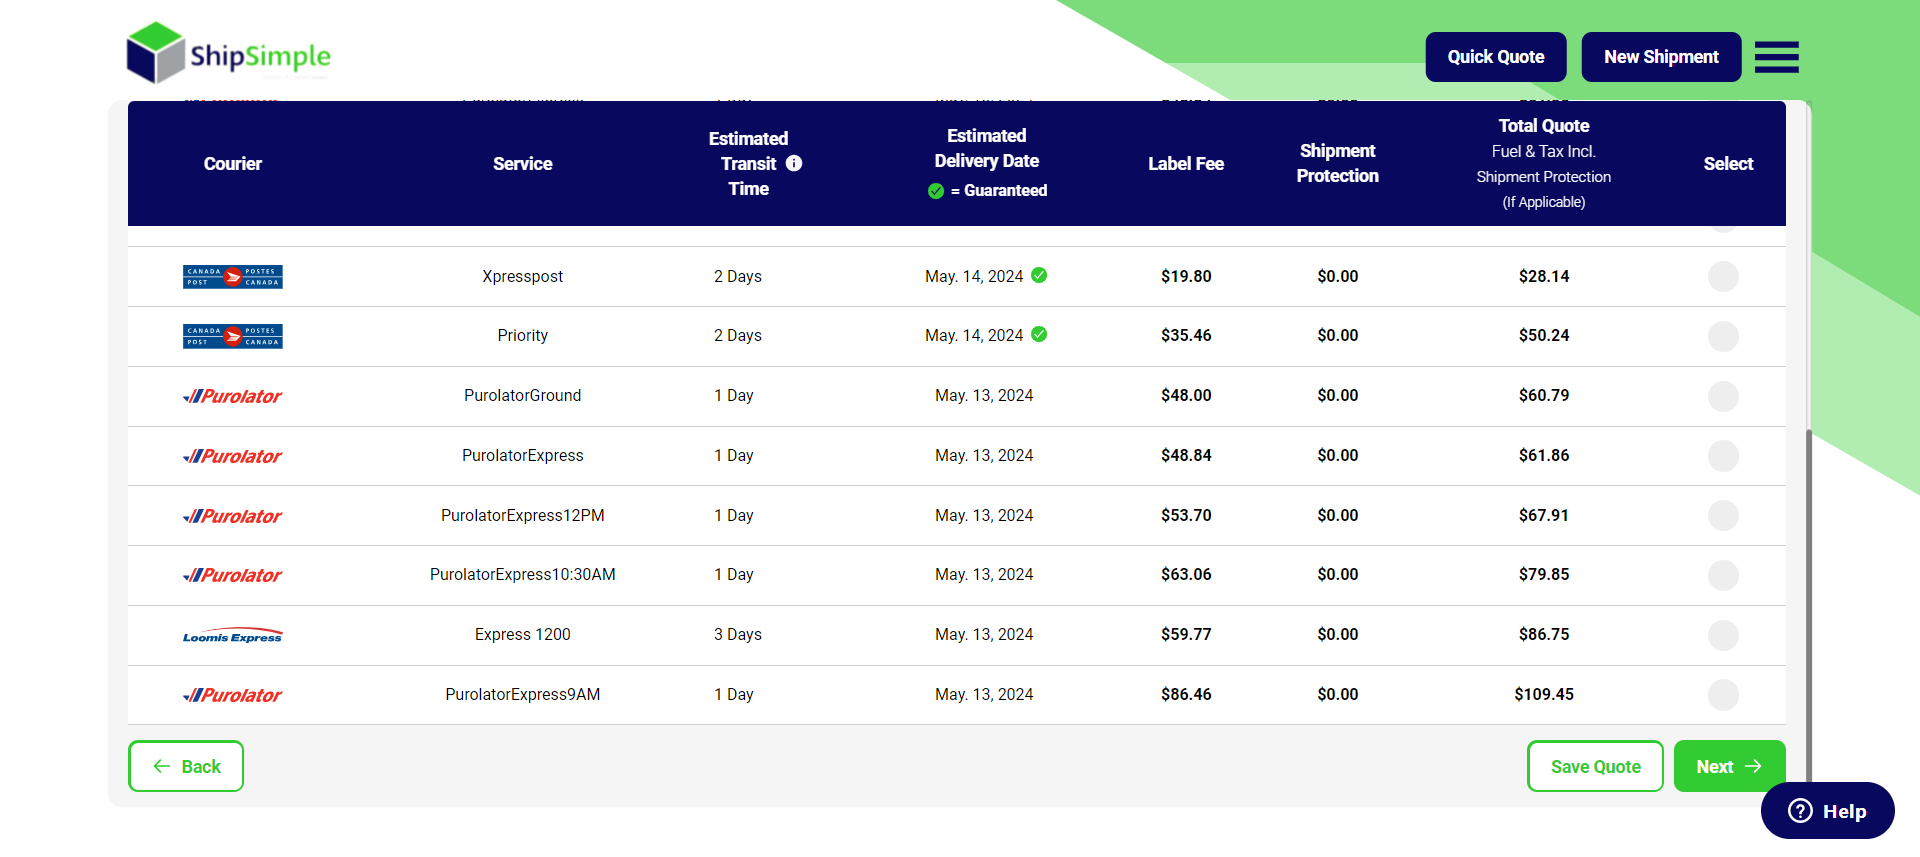 ShipSimple
Quick Quote
New Shipment
Courier
Service
Estimated
Transit
Time
Estimated
Delivery Date
= Guaranteed
Label Fee
Shipment
Protection
Total Quote
Fuel & Tax Incl.
Shipment Protection
(If Applicable)
Select
CANADA POSTES
POST CANADA
Xpresspost 2 Days May. 14, 2024 $19.80 $0.00 $28.14
CANADA POSTES
POST CANADA
Priority 2 Days May. 14, 2024 $35.46 $0.00 $50.24
Purolator PurolatorGround 1 Day May. 13, 2024 $48.00 $0.00 $60.79
Purolator PurolatorExpress 1 Day May. 13, 2024 $48.84 $0.00 $61.86
Purolator PurolatorExpress12PM 1 Day May. 13, 2024 $53.70 $0.00 $67.91
Purolator PurolatorExpress10:30AM 1 Day May. 13, 2024 $63.06 $0.00 $79.85
Loomis Express Express 1200 3 Days May. 13, 2024 $59.77 $0.00 $86.75
Purolator PurolatorExpress9AM 1 Day May. 13, 2024 $86.46 $0.00 $109.45
Back
Save Quote
Next
Help